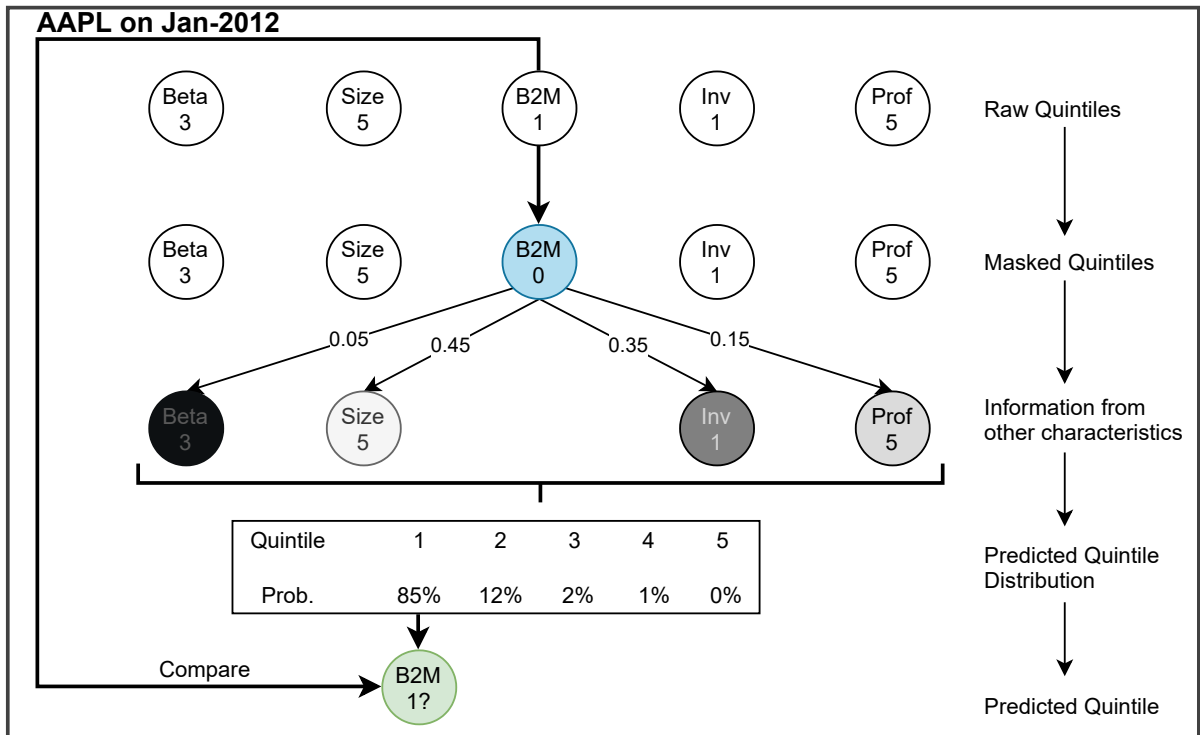 AAPL on Jan-2012
Beta
3
Size
5
B2M
1
Inv
1
Prof
5
Raw Quintiles
Beta
3
Size
5
B2M
0
Inv
1
Prof
5
Masked Quintiles
0.05
0.45
0.35
0.15
Beta
3
Size
5
Inv
1
Prof
5
Information from
other characteristics
Quintile 1 2 3 4 5
Prob. 85% 12% 2% 1% 0%
Predicted Quintile
Distribution
Compare
B2M
1?
Predicted Quintile